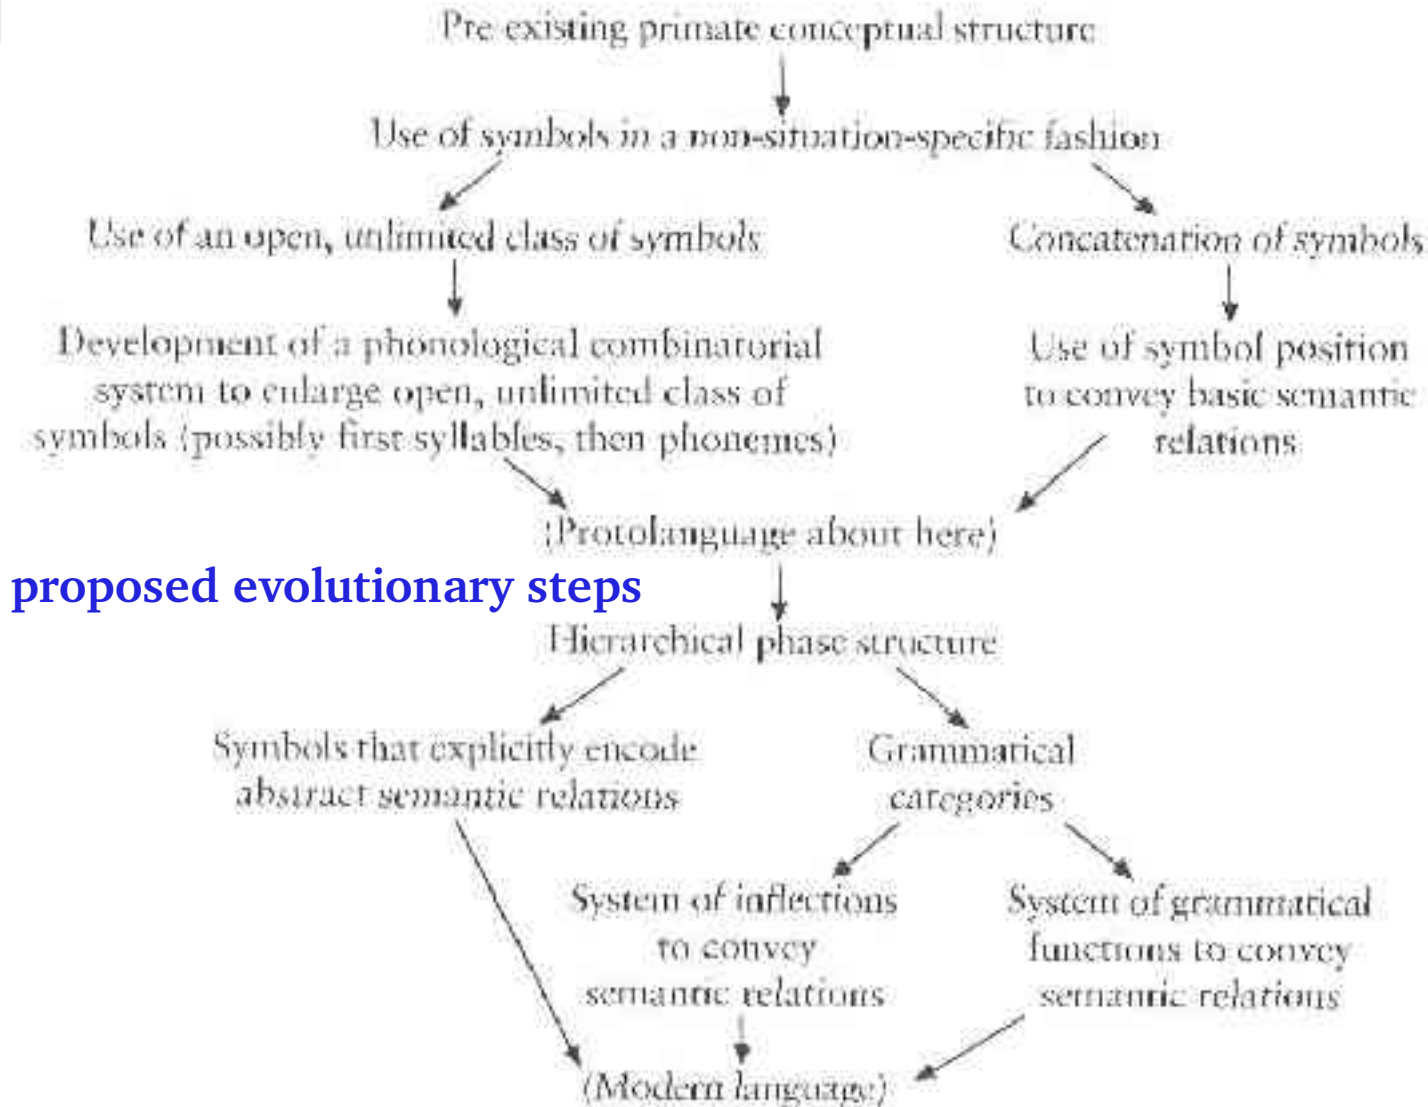 Pre existing primate conceptual structure
Use of symbols in a non-situation-specific fashion
Use of an open, unlimited class of symbols
Concatenation of symbols
Development of a phonological combinatorial
system to enlarge open, unlimited class of
symbols (possibly first syllables, then phonemes)
Use of symbol position
to convey basic semantic
relations
(Protolanguage about here)
proposed evolutionary steps
Hierarchical phase structure
Symbols that explicitly encode
abstract semantic relations
Grammatical
categories
System of inflections
to convey
semantic relations
System of grammatical
functions to convey
semantic relations
(Modern language)